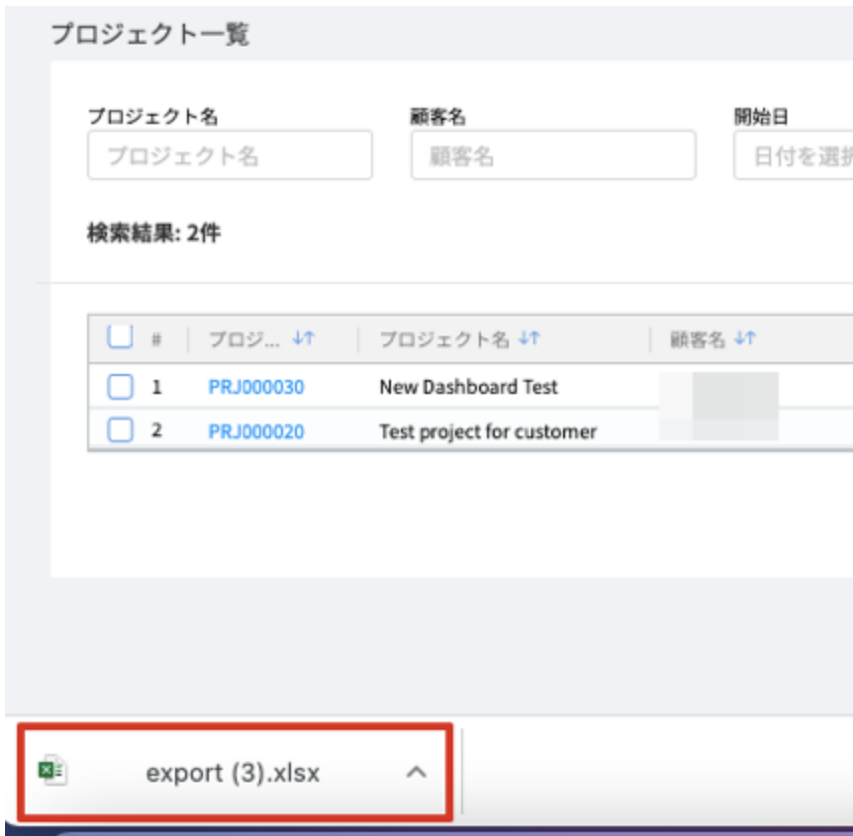 プロジェクト一覧
プロジェクト名 顧客名 開始日
プロジェクト名 顧客名 日付を選択
検索結果: 2件
# プロジ... ↓↑ プロジェクト名 ↓↑ 顧客名 ↓↑
1 PRJ000030 New Dashboard Test
2 PRJ000020 Test project for customer
export (3).xlsx